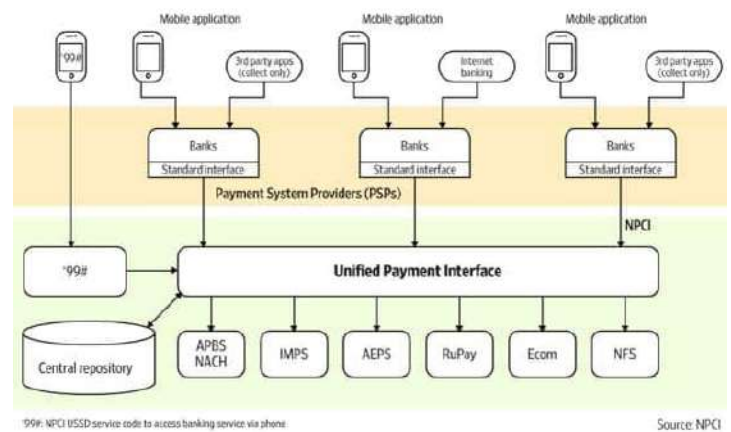 Mobile application
Mobile application
Mobile application
*99#
3rd party apps
(collect only)
Internet
banking
3rd party apps
(collect only)
Banks
Standard interface
Banks
Standard interface
Banks
Standard interface
Payment System Providers (PSPs)
NPCI
*99#
Unified Payment Interface
Central repository
APBS
NACH
IMPS
AEPS
RuPay
Ecom
NFS
*99#: NPCI USSD service code to access banking service via phone
Source: NPCI